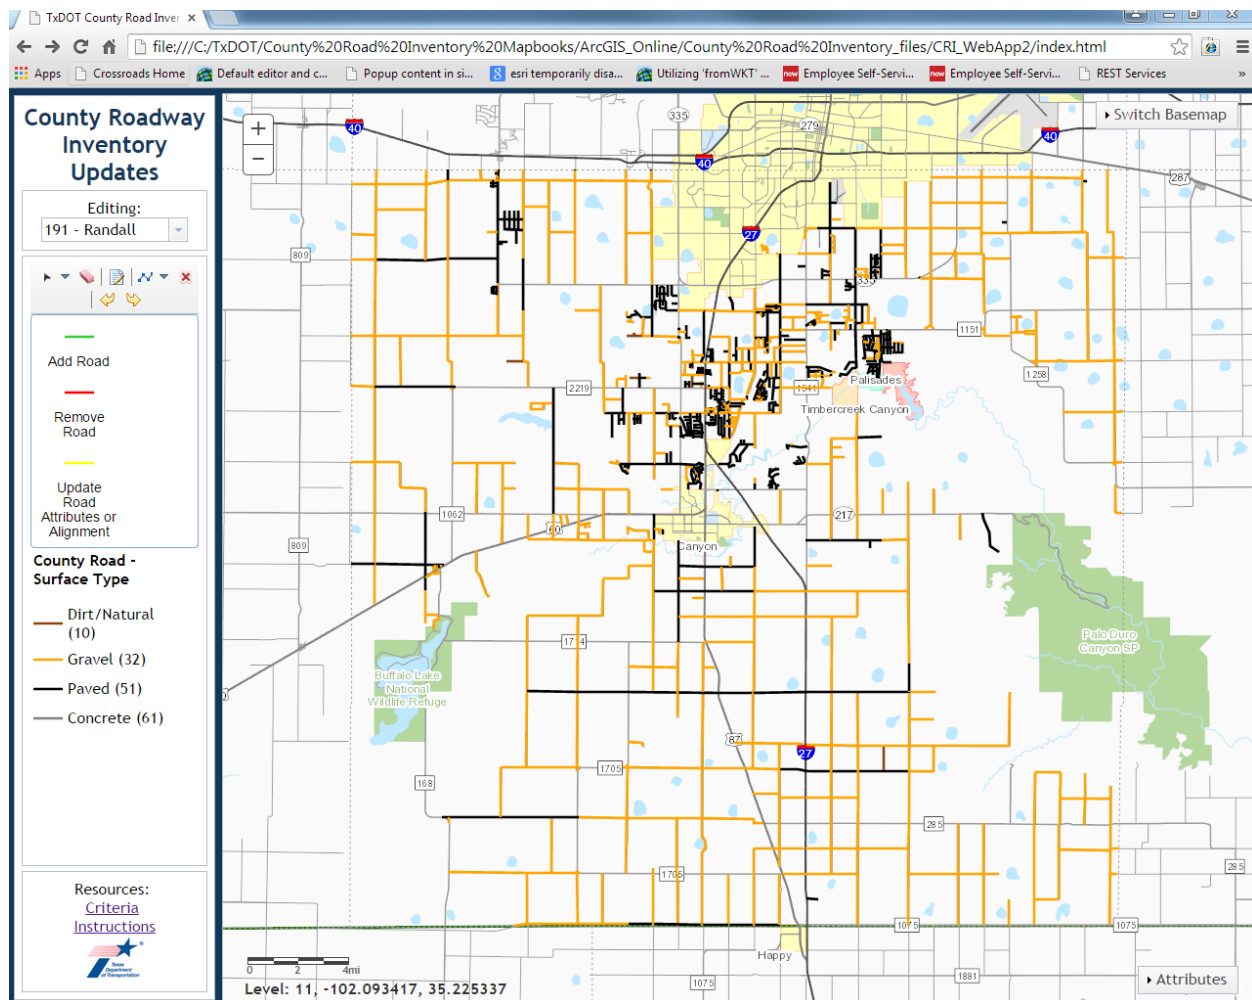 TxDOT County Road Inver
file:///C:/TxDOT/County%20Road%20Inventory%20Mapbooks/ArcGIS_Online/County%20Road%20Inventory_files/CRI_WebApp2/index.html
Apps
Crossroads Home
Default editor and c...
Popup content in si...
esri temporarily disa...
Utilizing 'fromWKT' ...
now
Employee Self-Servi...
now
Employee Self-Servi...
REST Services
»
County Roadway
Inventory
Updates
Editing:
191 - Randall
Add Road
Remove
Road
Update
Road
Attributes or
Alignment
County Road -
Surface Type
Dirt/Natural
(10)
Gravel (32)
Paved (51)
Concrete (61)
Resources:
Criteria
Instructions
Texas
Department
of Transportation
+
−
Switch Basemap
335
279
40
40
40
287
27
809
335
1151
1258
2219
1541
Palisades
Timbercreek Canyon
1062
60
217
809
Canyon
Palo Duro
Canyon SP
1714
Buffalo Lake
National
Wildlife Refuge
87
27
1705
168
285
285
1705
1075
1075
Happy
1881
1075
0
2
4mi
Level: 11, -102.093417, 35.225337
Attributes